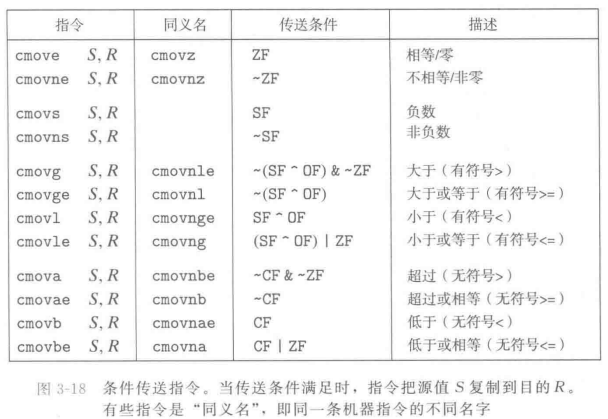 指令 同义名 传送条件 描述
cmove S, R cmovz ZF 相等/零
cmovne S, R cmovnz ~ZF 不相等/非零
cmovs S, R SF 负数
cmovns S, R ~SF 非负数
cmovg S, R cmovnle ~(SF ^ OF) & ~ZF 大于（有符号>）
cmovge S, R cmovnl ~(SF ^ OF) 大于或等于（有符号>=）
cmovl S, R cmovnge SF ^ OF 小于（有符号<）
cmovle S, R cmovng (SF ^ OF) | ZF 小于或等于（有符号<=）
cmova S, R cmovnbe ~CF & ~ZF 超过（无符号>）
cmovae S, R cmovnb ~CF 超过或相等（无符号>=）
cmovb S, R cmovnae CF 低于（无符号<）
cmovbe S, R cmovna CF | ZF 低于或相等（无符号<=）
图 3-18 条件传送指令。当传送条件满足时，指令把源值 S 复制到目的 R。
有些指令是“同义名”，即同一条机器指令的不同名字